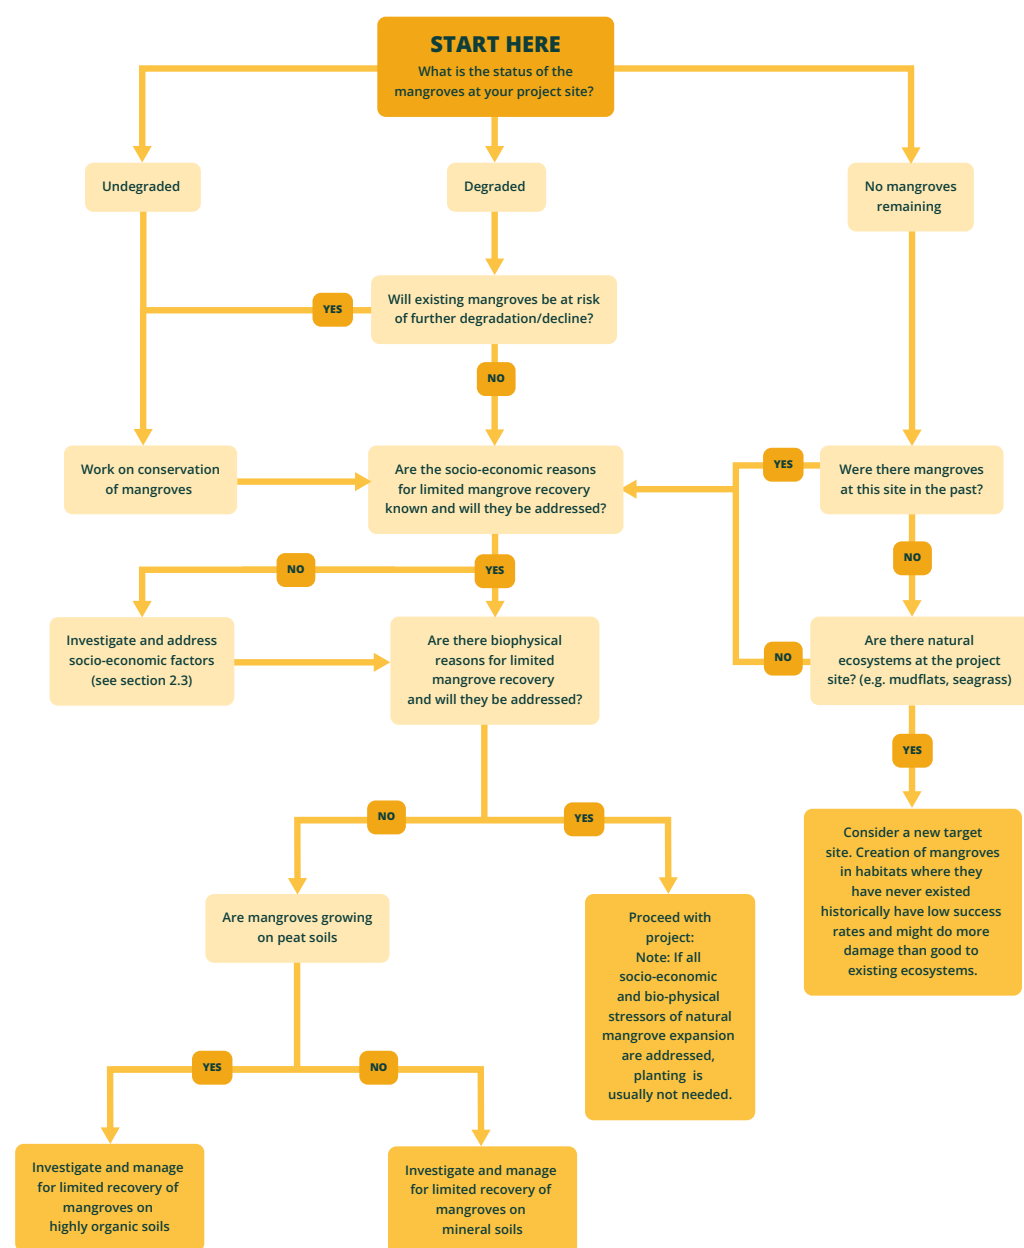 START HERE
What is the status of the
mangroves at your project site?
Undegraded
Degraded
No mangroves
remaining
Will existing mangroves be at risk
of further degradation/decline?
YES
NO
Work on conservation
of mangroves
Are the socio-economic reasons
for limited mangrove recovery
known and will they be addressed?
YES
Were there mangroves
at this site in the past?
NO
YES
NO
Investigate and address
socio-economic factors
(see section 2.3)
Are there biophysical
reasons for limited
mangrove recovery
and will they be addressed?
NO
Are there natural
ecosystems at the project
site? (e.g. mudflats, seagrass)
YES
NO
YES
Consider a new target
site. Creation of mangroves
in habitats where they
have never existed
historically have low success
rates and might do more
damage than good to
existing ecosystems.
Are mangroves growing
on peat soils
Proceed with
project:
Note: If all
socio-economic
and bio-physical
stressors of natural
mangrove expansion
are addressed,
planting is
usually not needed.
YES
NO
Investigate and manage
for limited recovery of
mangroves on
highly organic soils
Investigate and manage
for limited recovery of
mangroves on
mineral soils